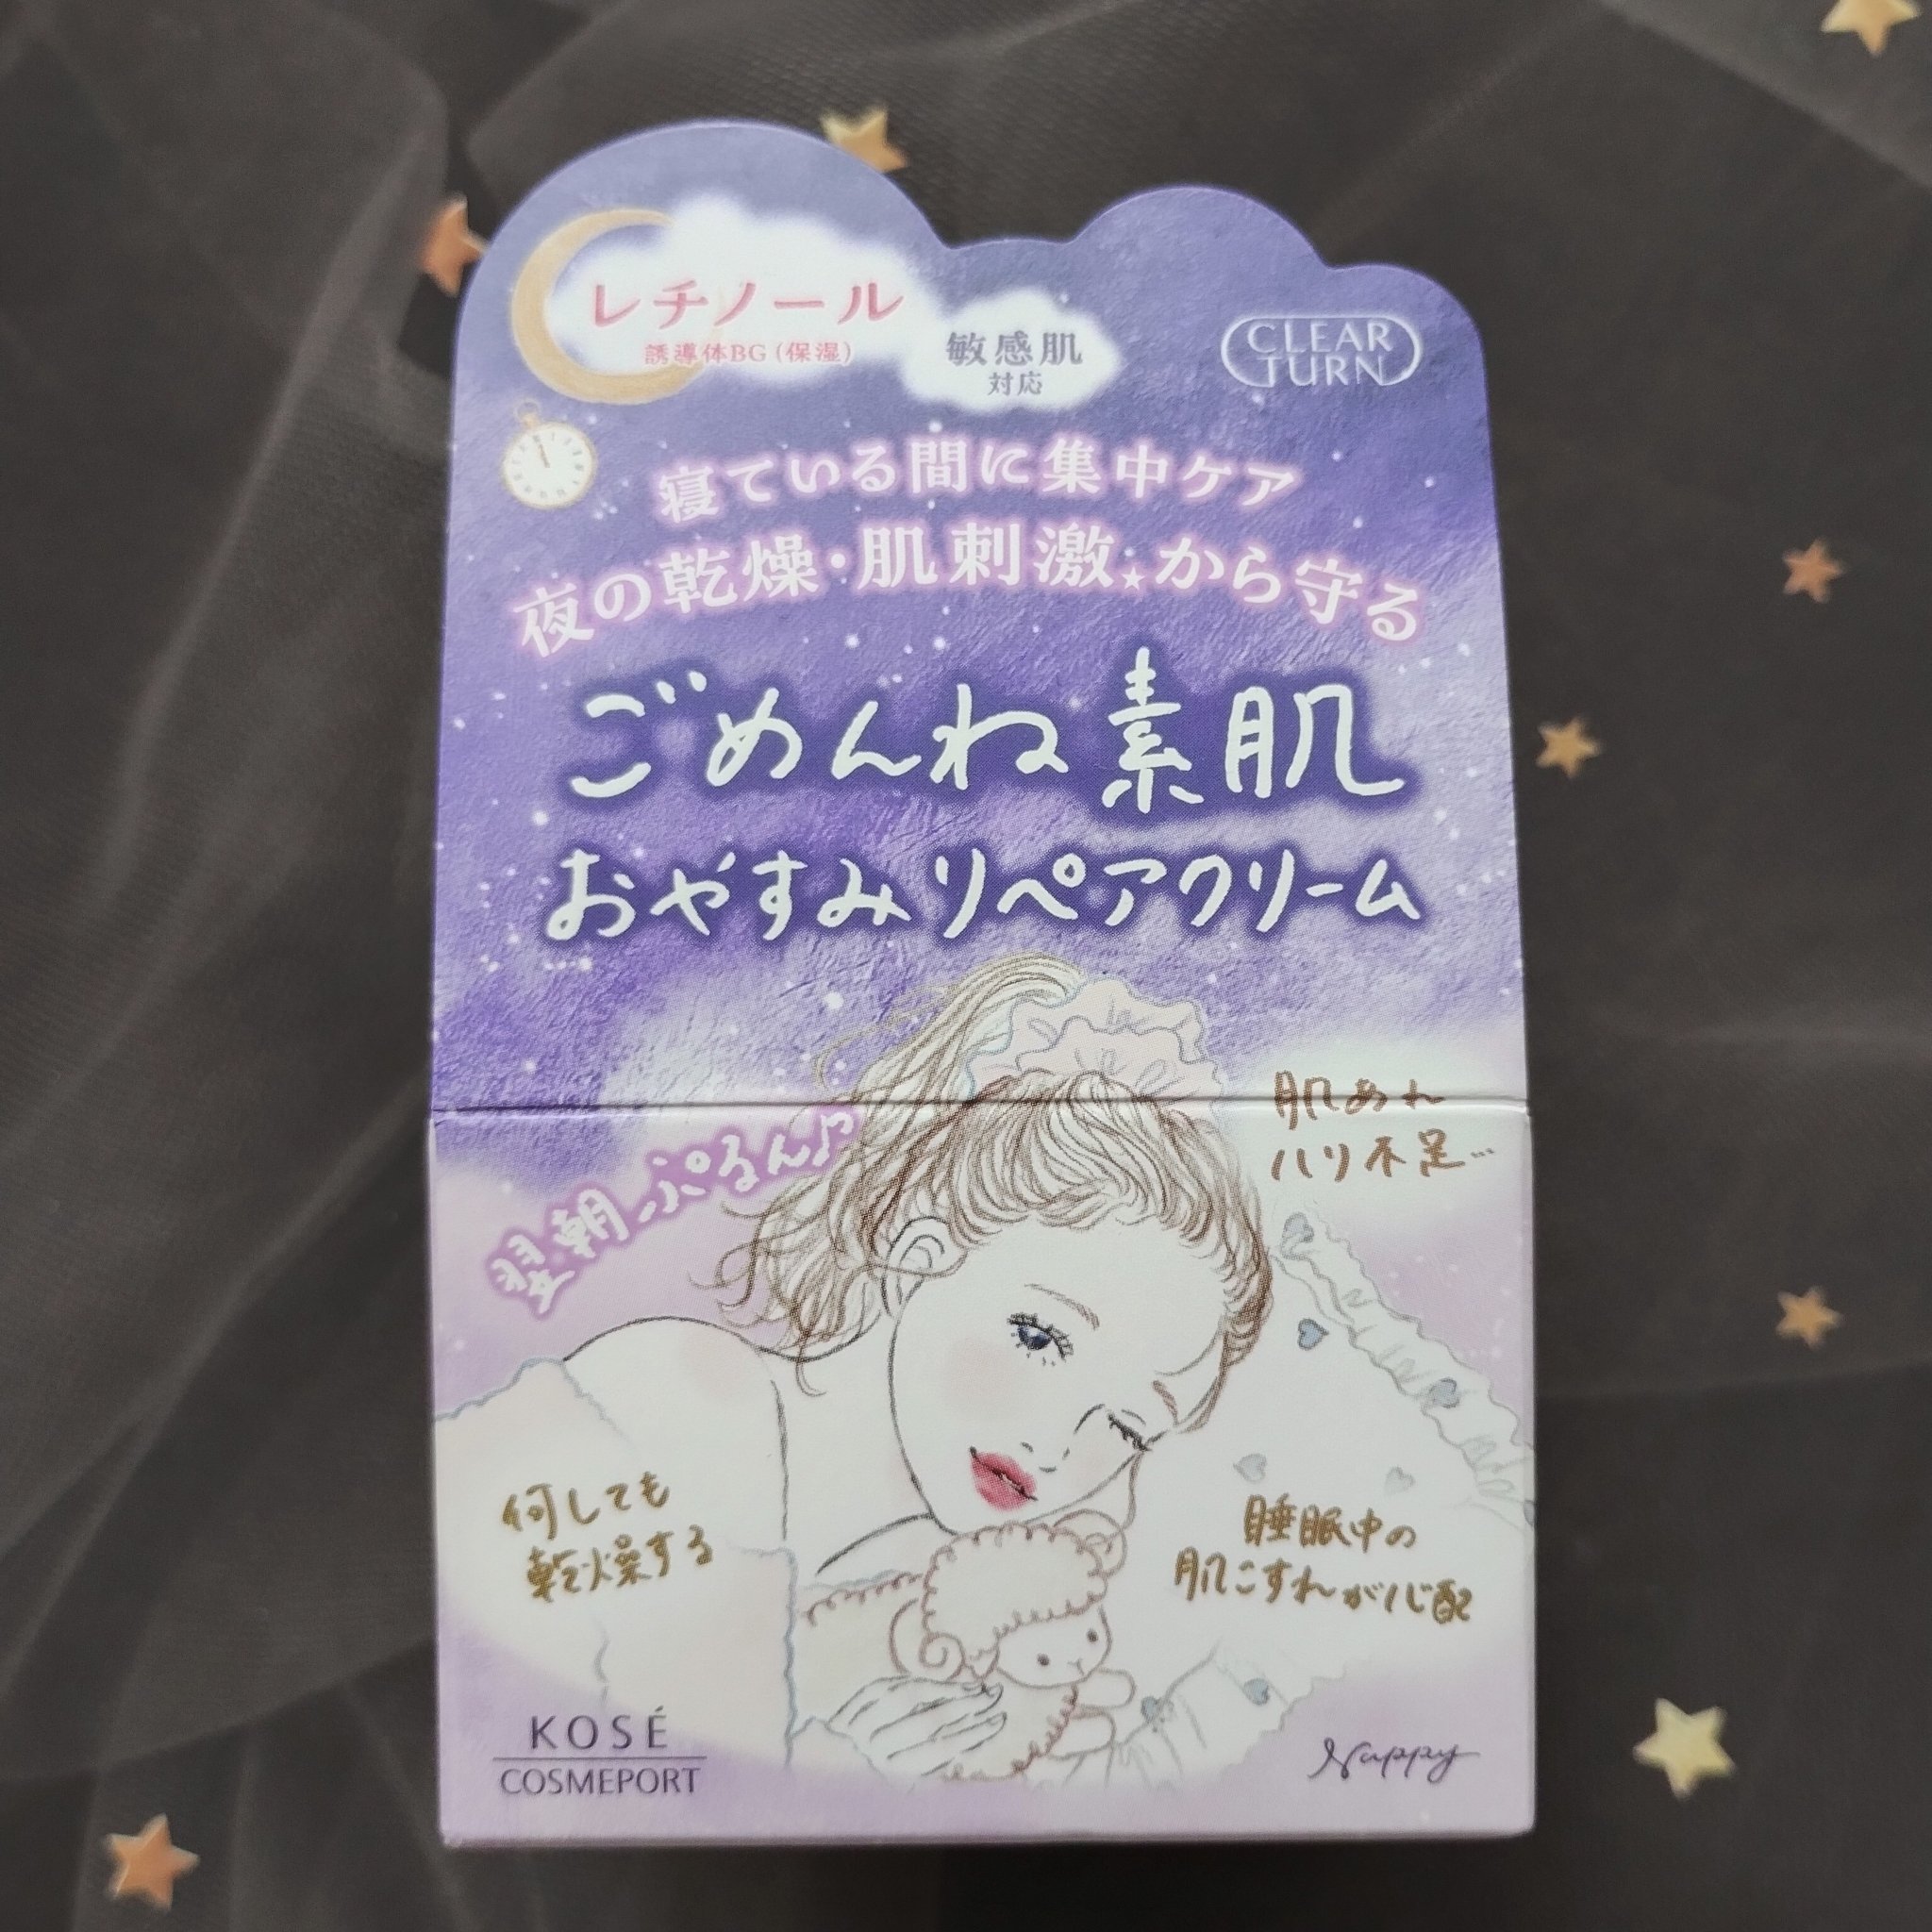 レチノール
誘導体BG(保湿)
敏感肌
対応
CLEAR
TURN
寝ている間に集中ケア
夜の乾燥・肌刺激★から守る
ごめんね素肌
おやすみリペアクリーム
肌あれ
ハリ不足…
翌朝っぷるん♪
何しても
乾燥する
睡眠中の
肌こすれが心配
KOSÉ
COSMEPORT
Nappy